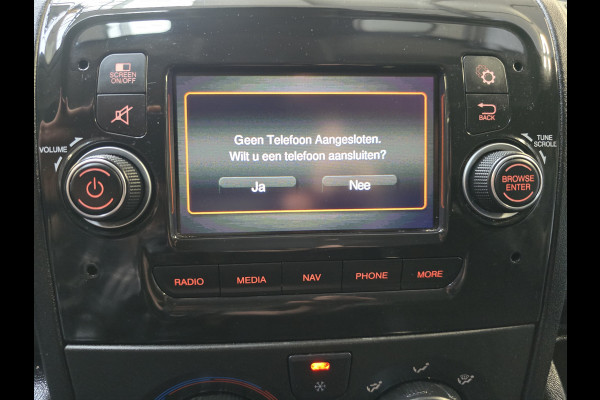 SCREEN
ON/OFF
VOLUME
BACK
TUNE
SCROLL
BROWSE
ENTER
Geen Telefoon Aangesloten.
Wilt u een telefoon aansluiten?
Ja Nee
RADIO MEDIA NAV PHONE MORE